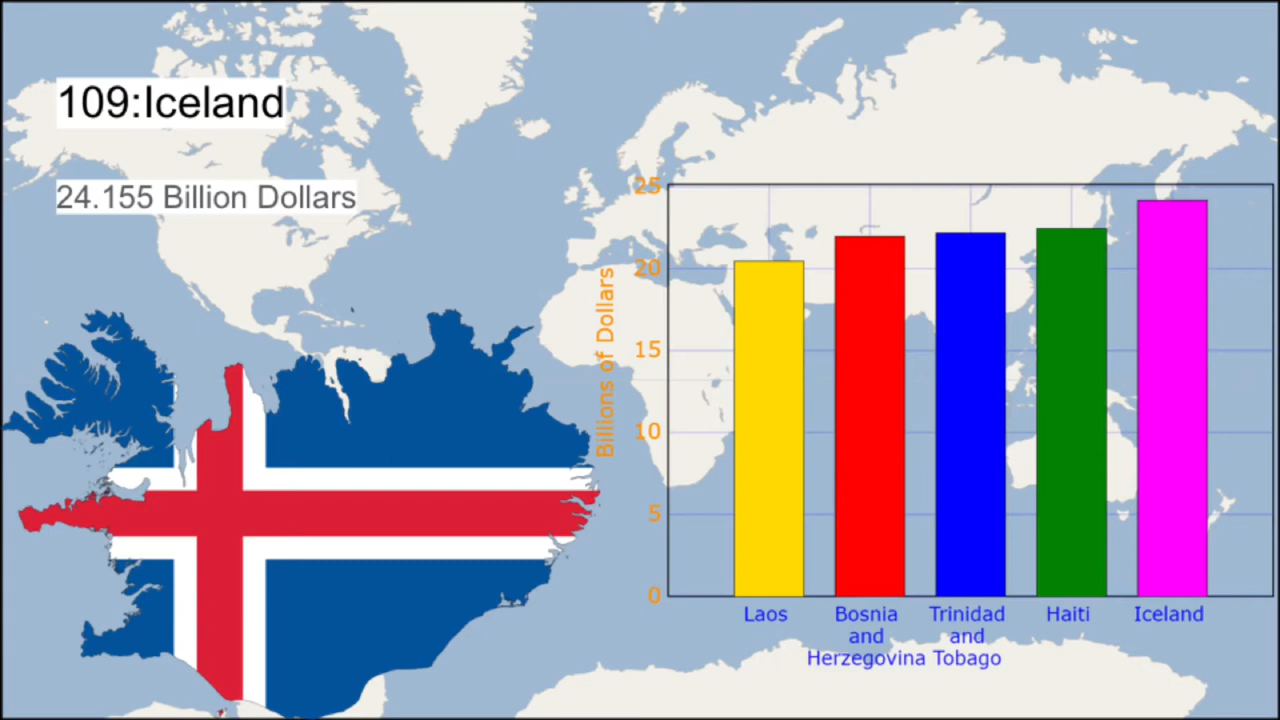 109:Iceland
24.155 Billion Dollars
Billions of Dollars
25
20
15
10
5
0
Laos
Bosnia
and
Herzegovina
Trinidad
and
Tobago
Haiti
Iceland